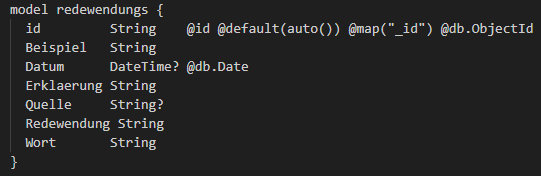 model redewendungs {
id String @id @default(auto()) @map("_id") @db.ObjectId
Beispiel String
Datum DateTime? @db.Date
Erklaerung String
Quelle String?
Redewendung String
Wort String
}